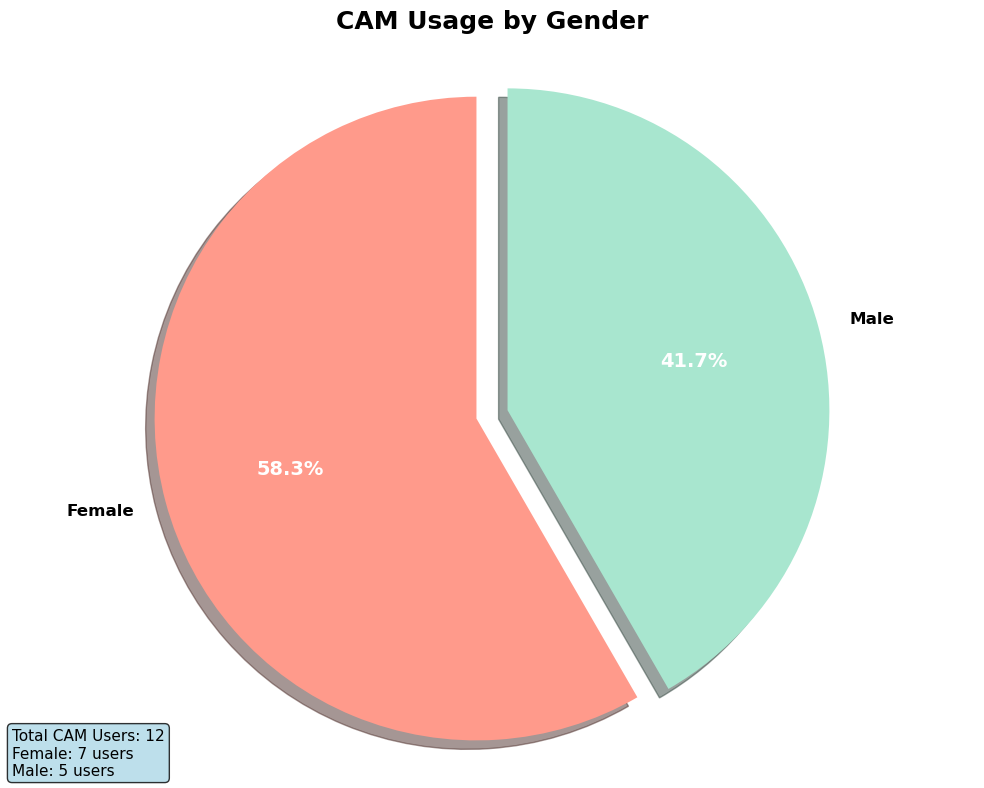 CAM Usage by Gender
Male
41.7%
58.3%
Female
Total CAM Users: 12
Female: 7 users
Male: 5 users